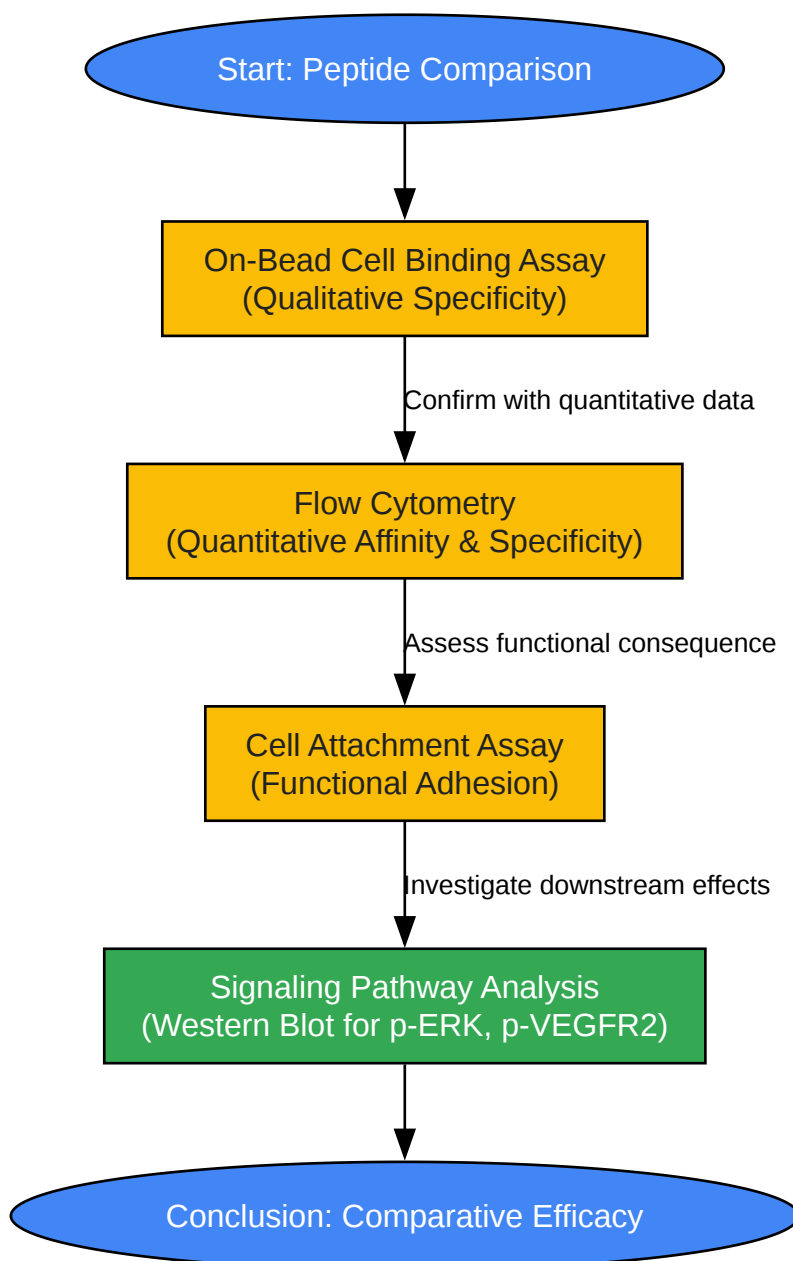 Start: Peptide Comparison
On-Bead Cell Binding Assay
(Qualitative Specificity)
Confirm with quantitative data
Flow Cytometry
(Quantitative Affinity & Specificity)
Assess functional consequence
Cell Attachment Assay
(Functional Adhesion)
Investigate downstream effects
Signaling Pathway Analysis
(Western Blot for p-ERK, p-VEGFR2)
Conclusion: Comparative Efficacy